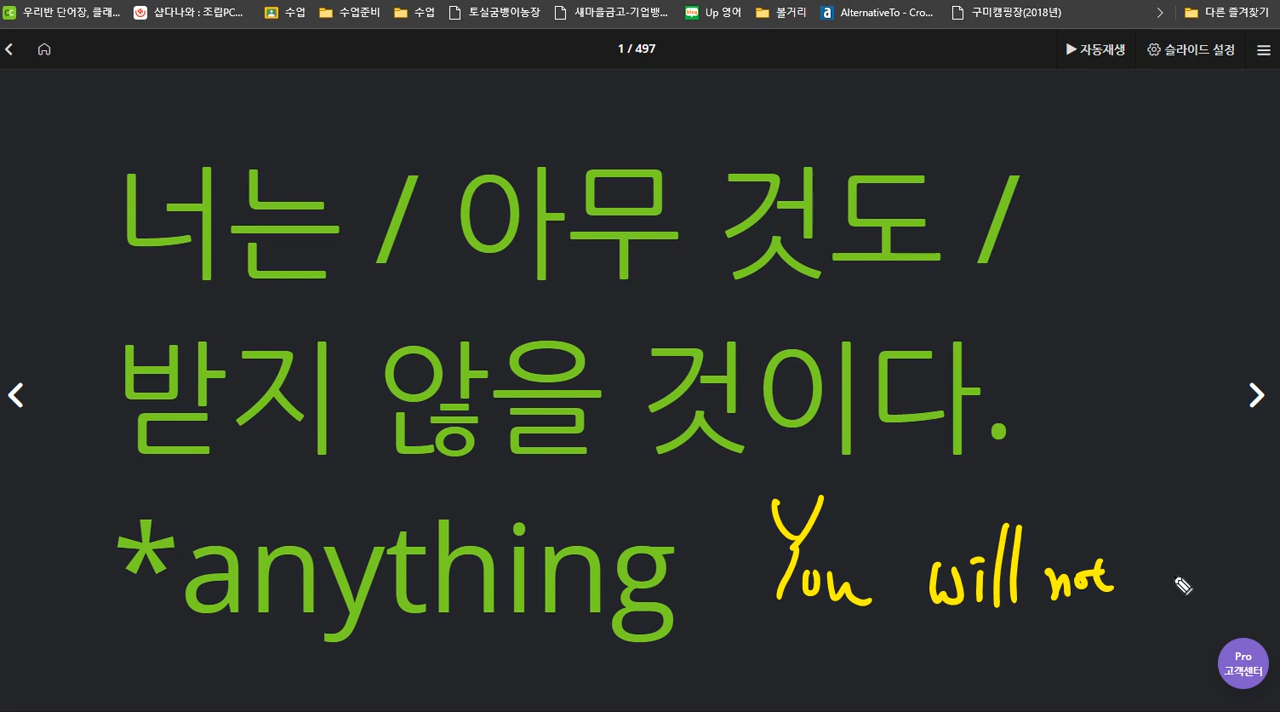 우리반 단어장, 클래... 샵다나와 : 조립PC... 수업 수업준비 수업 토실굼벵이농장 새마을금고-기업뱅... Up 영어 볼거리 AlternativeTo - Cro... 구미캠핑장(2018년) 다른 즐겨찾기
1 / 497 자동재생 슬라이드 설정
너는 / 아무 것도 /
받지 않을 것이다.
*anything You will not
Pro
고객센터